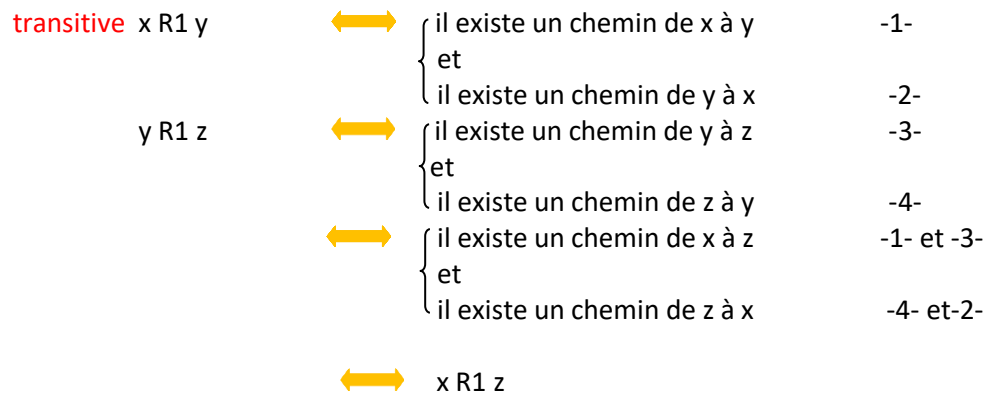 transitive x R1 y il existe un chemin de x à y -1-
et
il existe un chemin de y à x -2-
y R1 z il existe un chemin de y à z -3-
et
il existe un chemin de z à y -4-
il existe un chemin de x à z -1- et -3-
et
il existe un chemin de z à x -4- et-2-
x R1 z